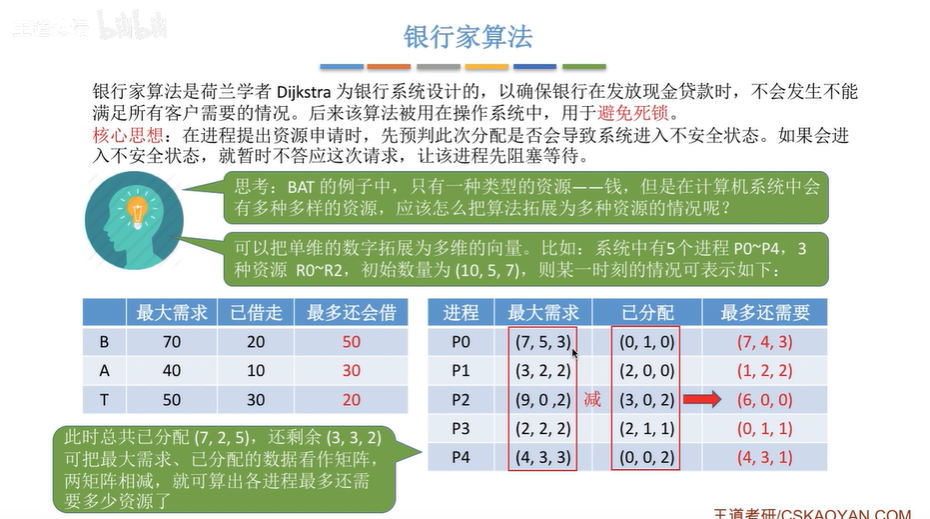 银行家算法
银行家算法是荷兰学者 Dijkstra 为银行系统设计的，以确保银行在发放现金贷款时，不会发生不能
满足所有客户需要的情况。后来该算法被用在操作系统中，用于避免死锁。
核心思想：在进程提出资源申请时，先预判此次分配是否会导致系统进入不安全状态。如果会进
入不安全状态，就暂时不答应这次请求，让该进程先阻塞等待。
思考：BAT 的例子中，只有一种类型的资源——钱，但是在计算机系统中会
有多种多样的资源，应该怎么把算法拓展为多种资源的情况呢？
可以把单维的数字拓展为多维的向量。比如：系统中有5个进程 P0~P4，3
种资源 R0~R2，初始数量为 (10, 5, 7)，则某一时刻的情况可表示如下：
最大需求 已借走 最多还会借
B 70 20 50
A 40 10 30
T 50 30 20
进程 最大需求 已分配 最多还需要
P0 (7, 5, 3) (0, 1, 0) (7, 4, 3)
P1 (3, 2, 2) (2, 0, 0) (1, 2, 2)
P2 (9, 0 ,2) 减 (3, 0, 2) (6, 0, 0)
P3 (2, 2, 2) (2, 1, 1) (0, 1, 1)
P4 (4, 3, 3) (0, 0, 2) (4, 3, 1)
此时总共已分配 (7, 2, 5)，还剩余 (3, 3, 2)
可把最大需求、已分配的数据看作矩阵，
两矩阵相减，就可算出各进程最多还需
要多少资源了
王道考研/CSKAOYAN.COM